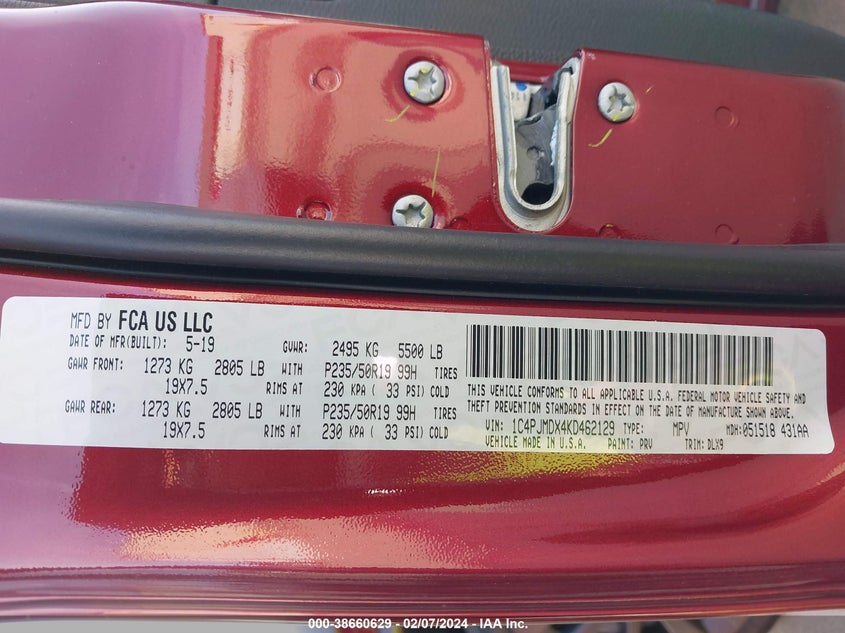 MFD BY FCA US LLC
DATE OF MFR(BUILT): 5-19 GVWR: 2495 KG 5500 LB
GAWR FRONT: 1273 KG 2805 LB WITH P235/50R19 99H TIRES
19X7.5 RIMS AT 230 KPA ( 33 PSI) COLD
GAWR REAR: 1273 KG 2805 LB WITH P235/50R19 99H TIRES
19X7.5 RIMS AT 230 KPA ( 33 PSI) COLD
THIS VEHICLE CONFORMS TO ALL APPLICABLE U.S.A. FEDERAL MOTOR VEHICLE SAFETY AND
THEFT PREVENTION STANDARDS IN EFFECT ON THE DATE OF MANUFACTURE SHOWN ABOVE.
VIN: 1C4PJMDX4KD462129 TYPE: MPV MDH: 051518 431AA
VEHICLE MADE IN U.S.A. PAINT: PRV TRIM: DLX9
000-38660629 - 02/07/2024 - IAA Inc.